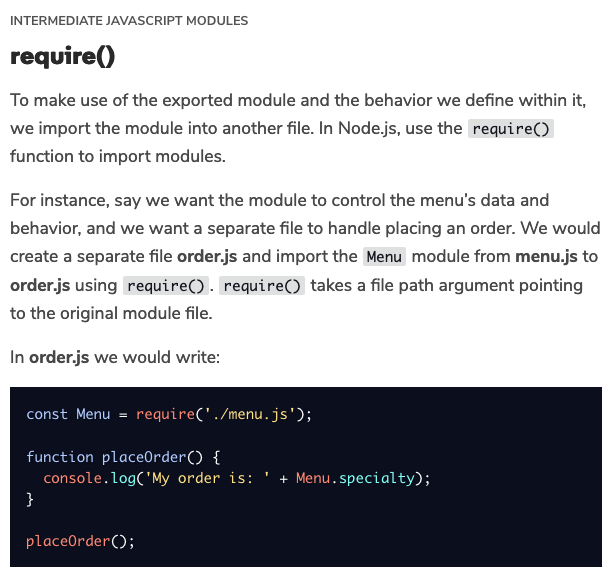 INTERMEDIATE JAVASCRIPT MODULES
require()
To make use of the exported module and the behavior we define within it,
we import the module into another file. In Node.js, use the require()
function to import modules.
For instance, say we want the module to control the menu's data and
behavior, and we want a separate file to handle placing an order. We would
create a separate file order.js and import the Menu module from menu.js to
order.js using require(). require() takes a file path argument pointing
to the original module file.
In order.js we would write:
const Menu = require('./menu.js');
function placeOrder() {
  console.log('My order is: ' + Menu.specialty);
}
placeOrder();